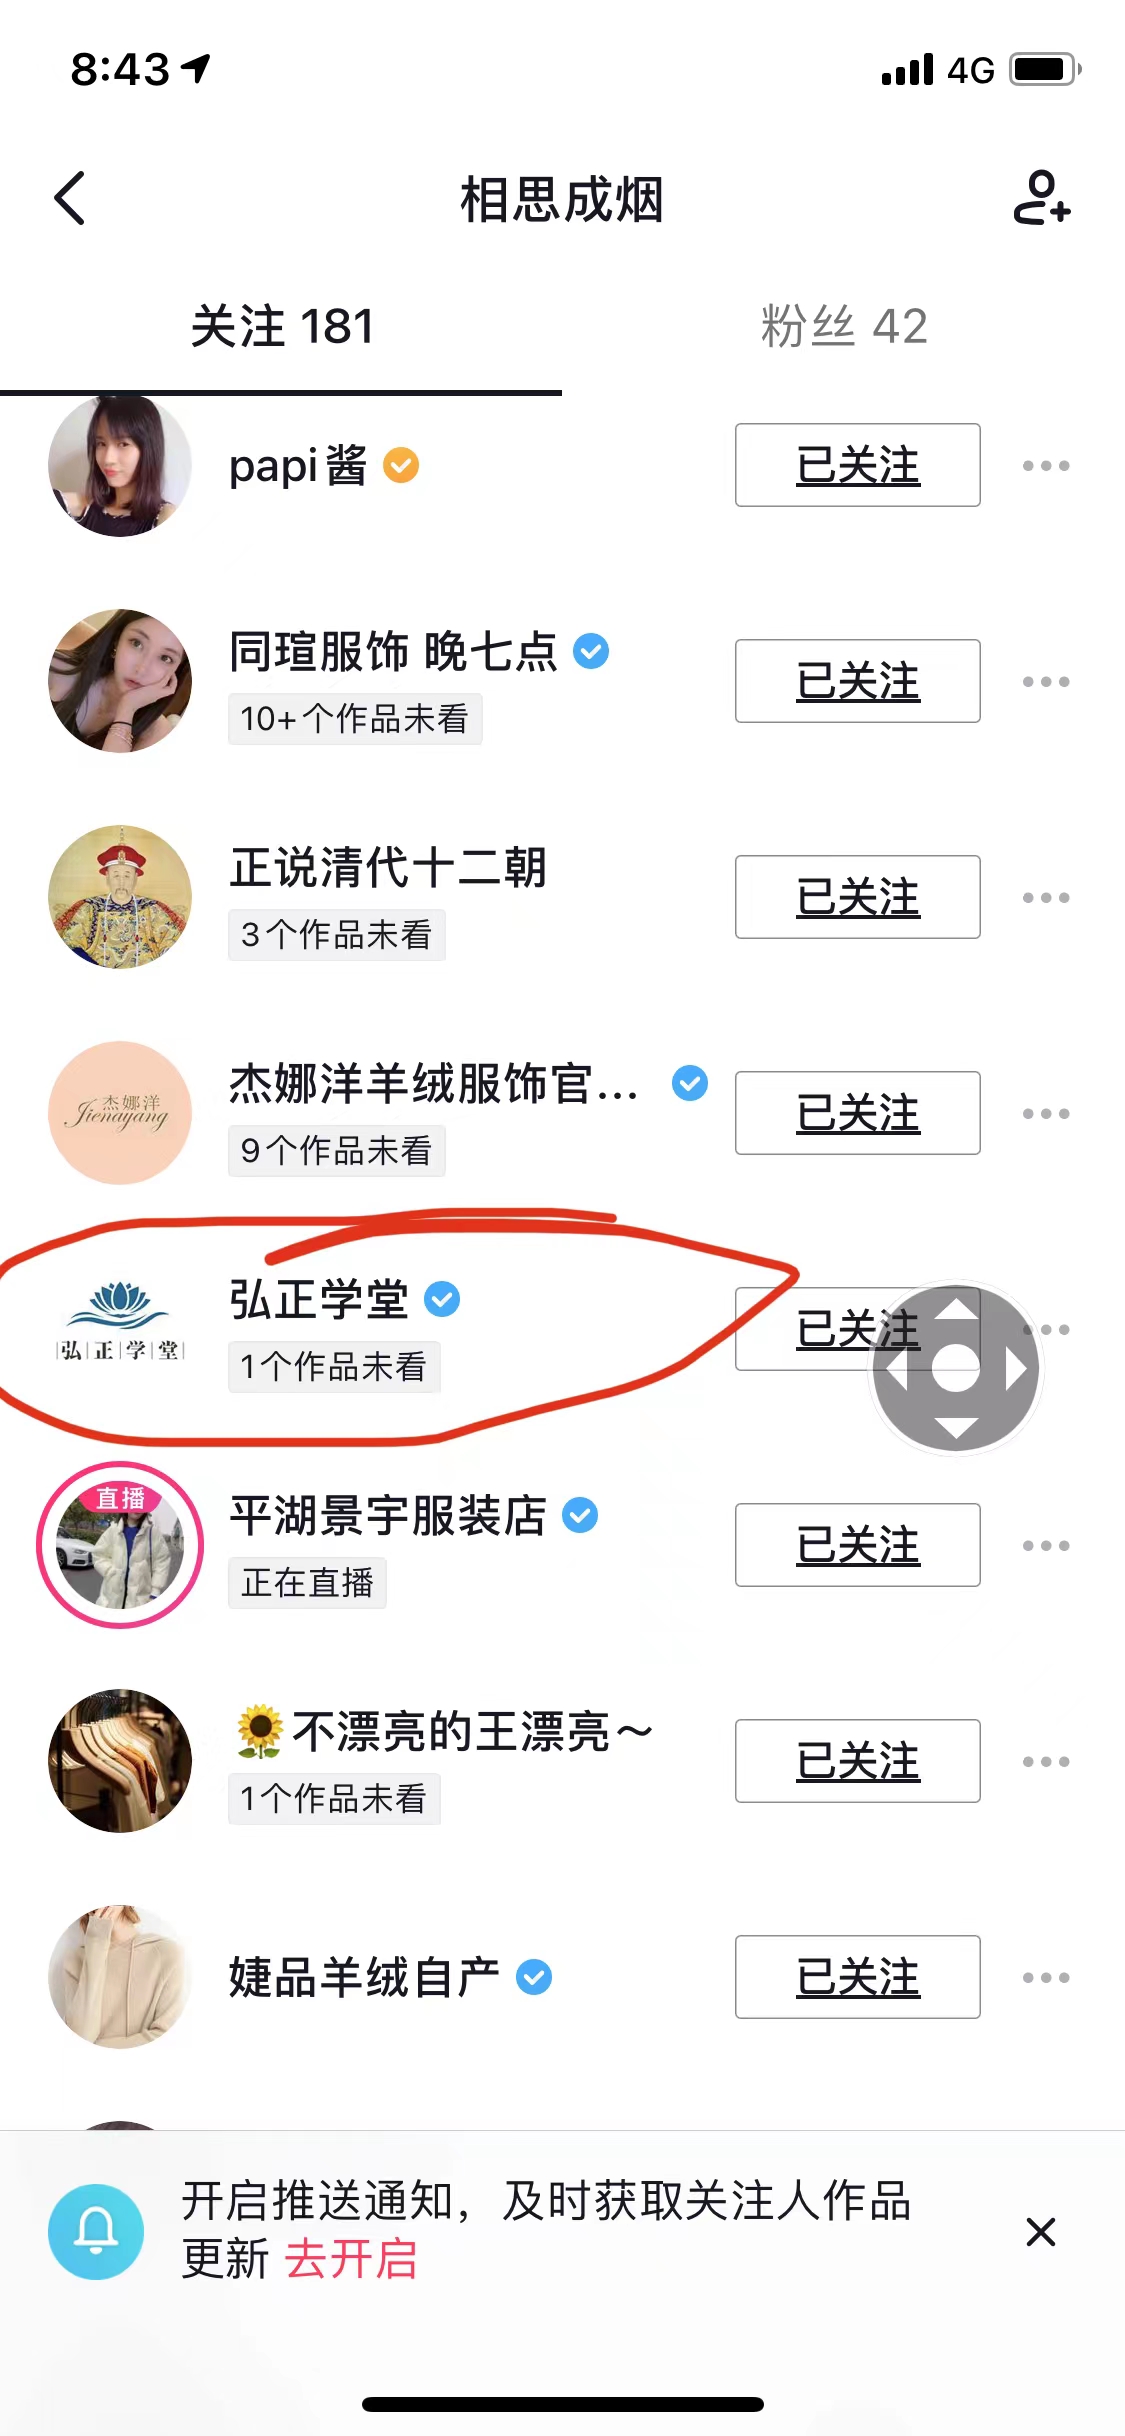 8:43
4G
相思成烟
关注 181
粉丝 42
papi酱
已关注
同瑄服饰 晚七点
10+个作品未看
已关注
正说清代十二朝
3个作品未看
已关注
杰娜洋
Jienayang
杰娜洋羊绒服饰官...
9个作品未看
已关注
弘正学堂
弘正学堂
1个作品未看
已关注
直播
平湖景宇服装店
正在直播
已关注
🌻不漂亮的王漂亮～
1个作品未看
已关注
婕品羊绒自产
已关注
开启推送通知，及时获取关注人作品
更新 去开启